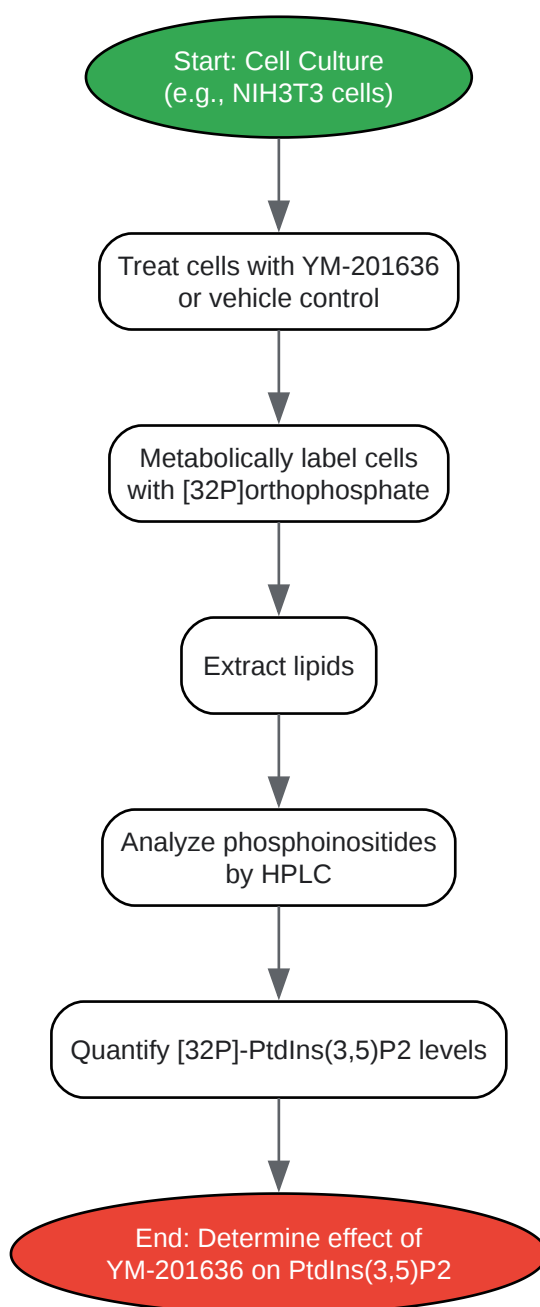 Start: Cell Culture
(e.g., NIH3T3 cells)
Treat cells with YM-201636
or vehicle control
Metabolically label cells
with [32P]orthophosphate
Extract lipids
Analyze phosphoinositides
by HPLC
Quantify [32P]-PtdIns(3,5)P2 levels
End: Determine effect of
YM-201636 on PtdIns(3,5)P2